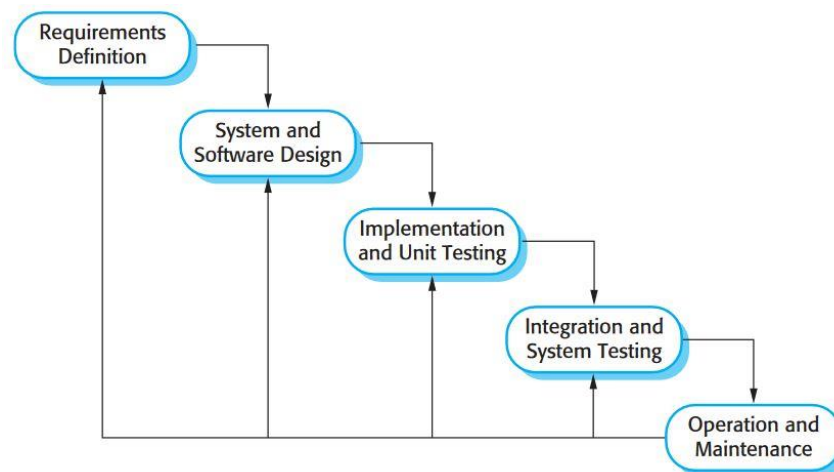 Requirements
Definition
System and
Software Design
Implementation
and Unit Testing
Integration and
System Testing
Operation and
Maintenance